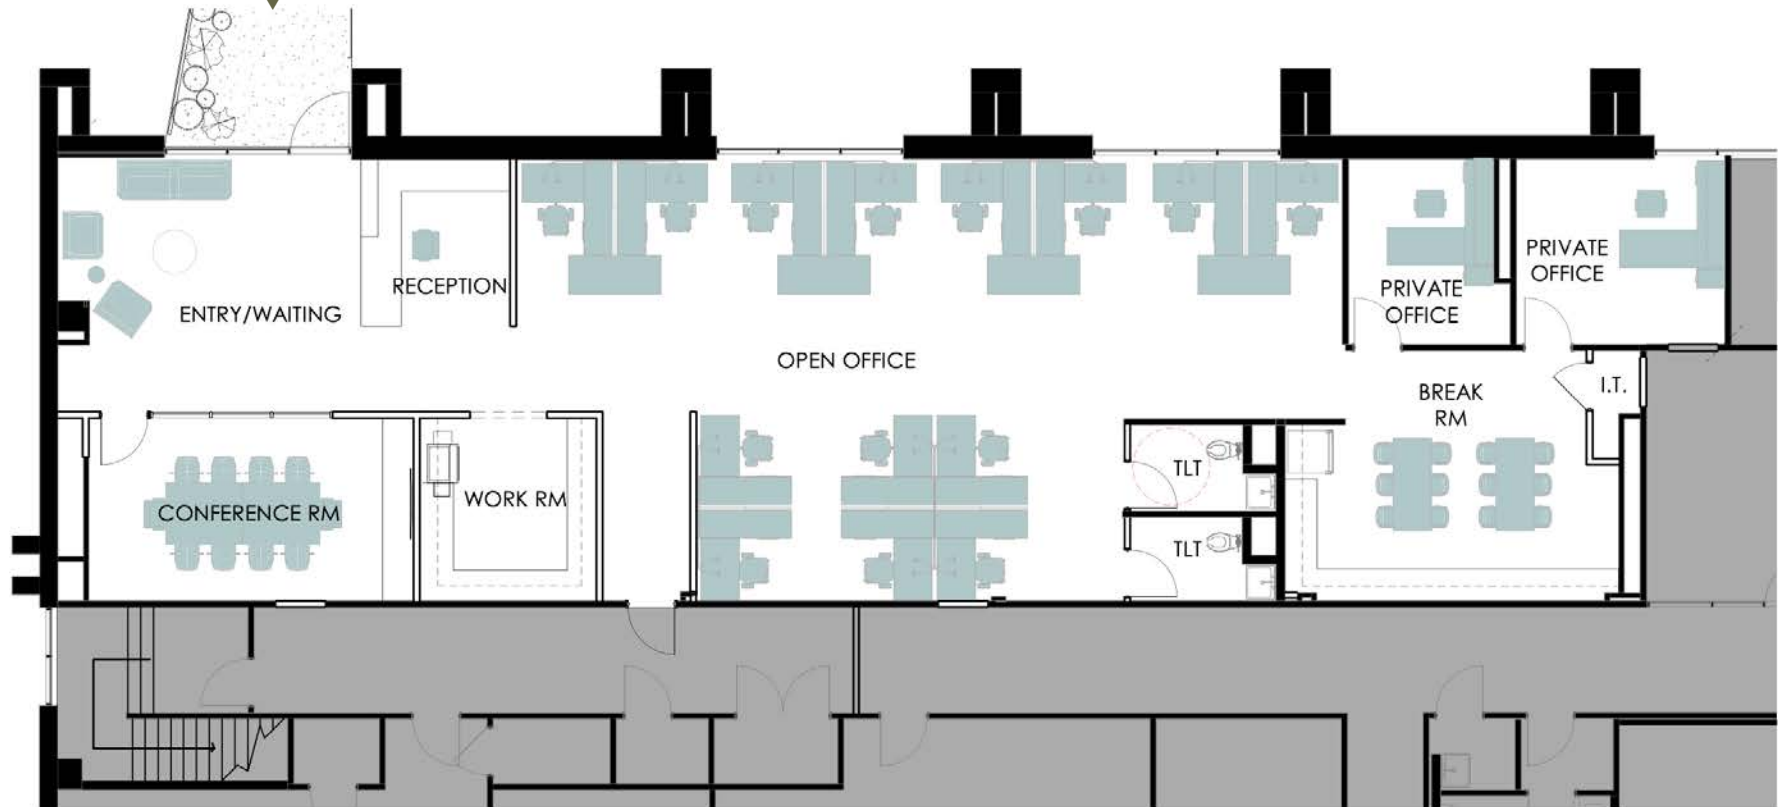 ENTRY/WAITING
RECEPTION
OPEN OFFICE
PRIVATE
OFFICE
PRIVATE
OFFICE
BREAK
RM
I.T.
CONFERENCE RM
WORK RM
TLT
TLT